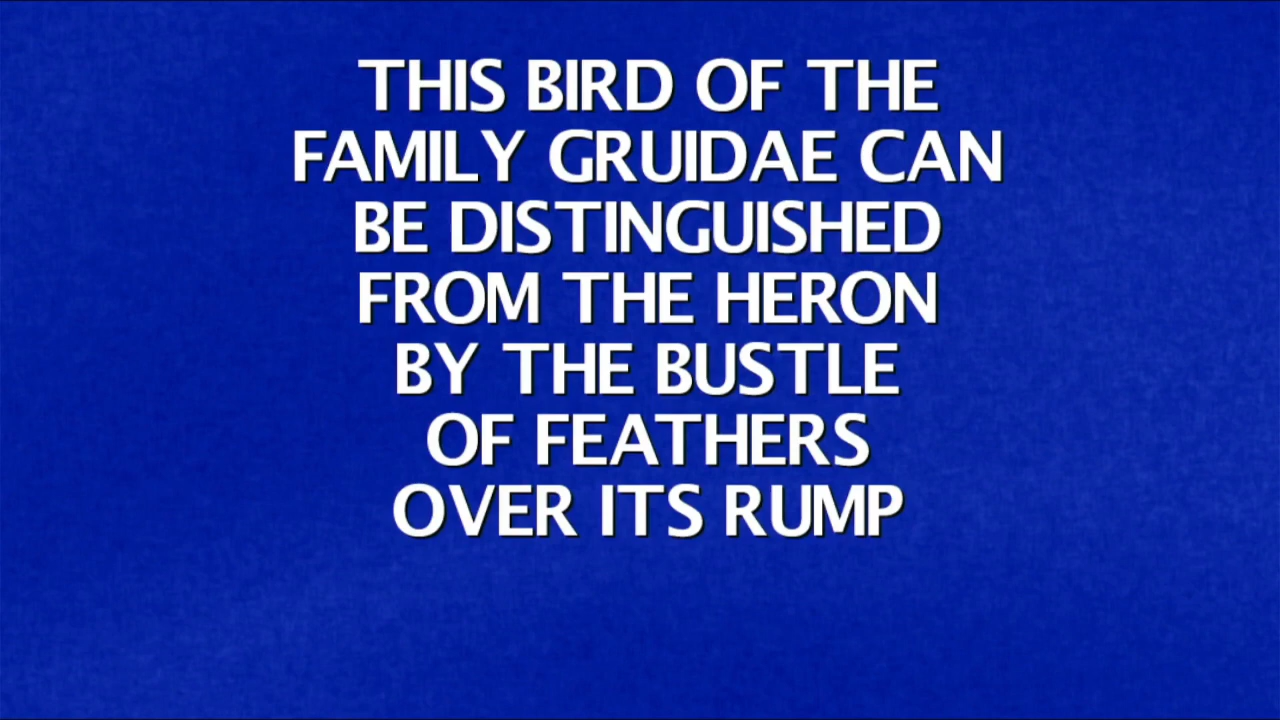 THIS BIRD OF THE
FAMILY GRUIDAE CAN
BE DISTINGUISHED
FROM THE HERON
BY THE BUSTLE
OF FEATHERS
OVER ITS RUMP